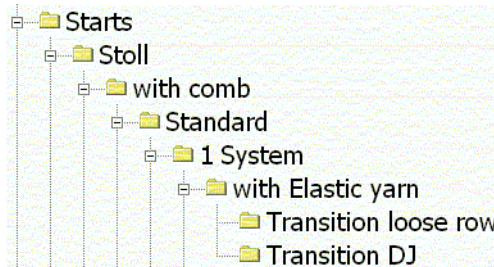 Starts
Stoll
with comb
Standard
1 System
with Elastic yarn
Transition loose row
Transition DJ